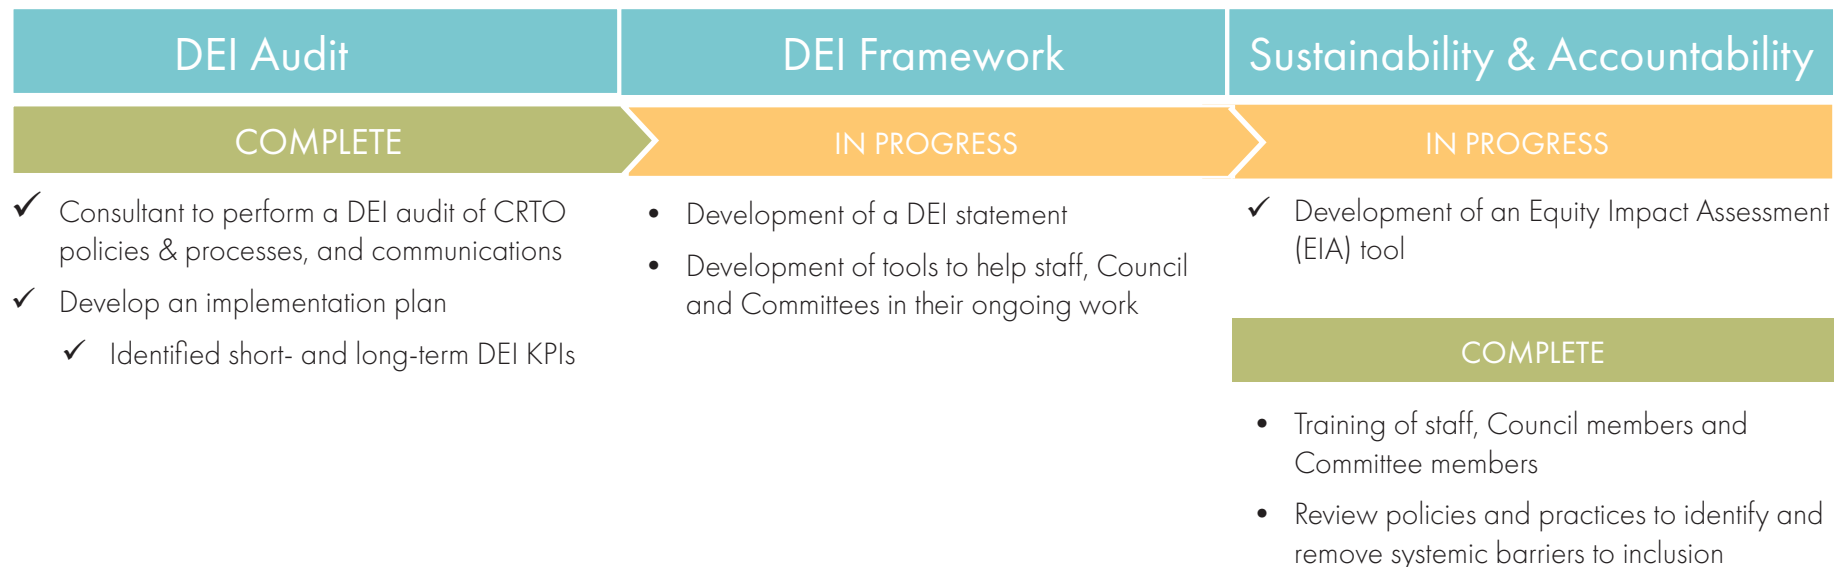 DEI Audit
COMPLETE
✓ Consultant to perform a DEI audit of CRTO
policies & processes, and communications
✓ Develop an implementation plan
✓ Identified short- and long-term DEI KPIs
DEI Framework
IN PROGRESS
• Development of a DEI statement
• Development of tools to help staff, Council
and Committees in their ongoing work
Sustainability & Accountability
IN PROGRESS
✓ Development of an Equity Impact Assessment
(EIA) tool
COMPLETE
• Training of staff, Council members and
Committee members
• Review policies and practices to identify and
remove systemic barriers to inclusion